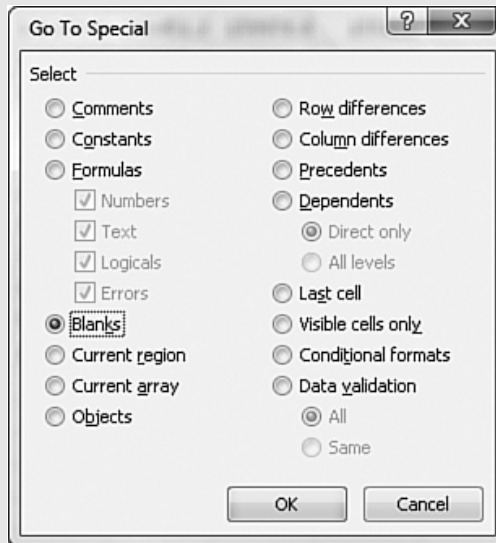 Go To Special
?
X
Select
Comments
Constants
Formulas
Numbers
Text
Logicals
Errors
Blanks
Current region
Current array
Objects
Row differences
Column differences
Precedents
Dependents
Direct only
All levels
Last cell
Visible cells only
Conditional formats
Data validation
All
Same
OK
Cancel